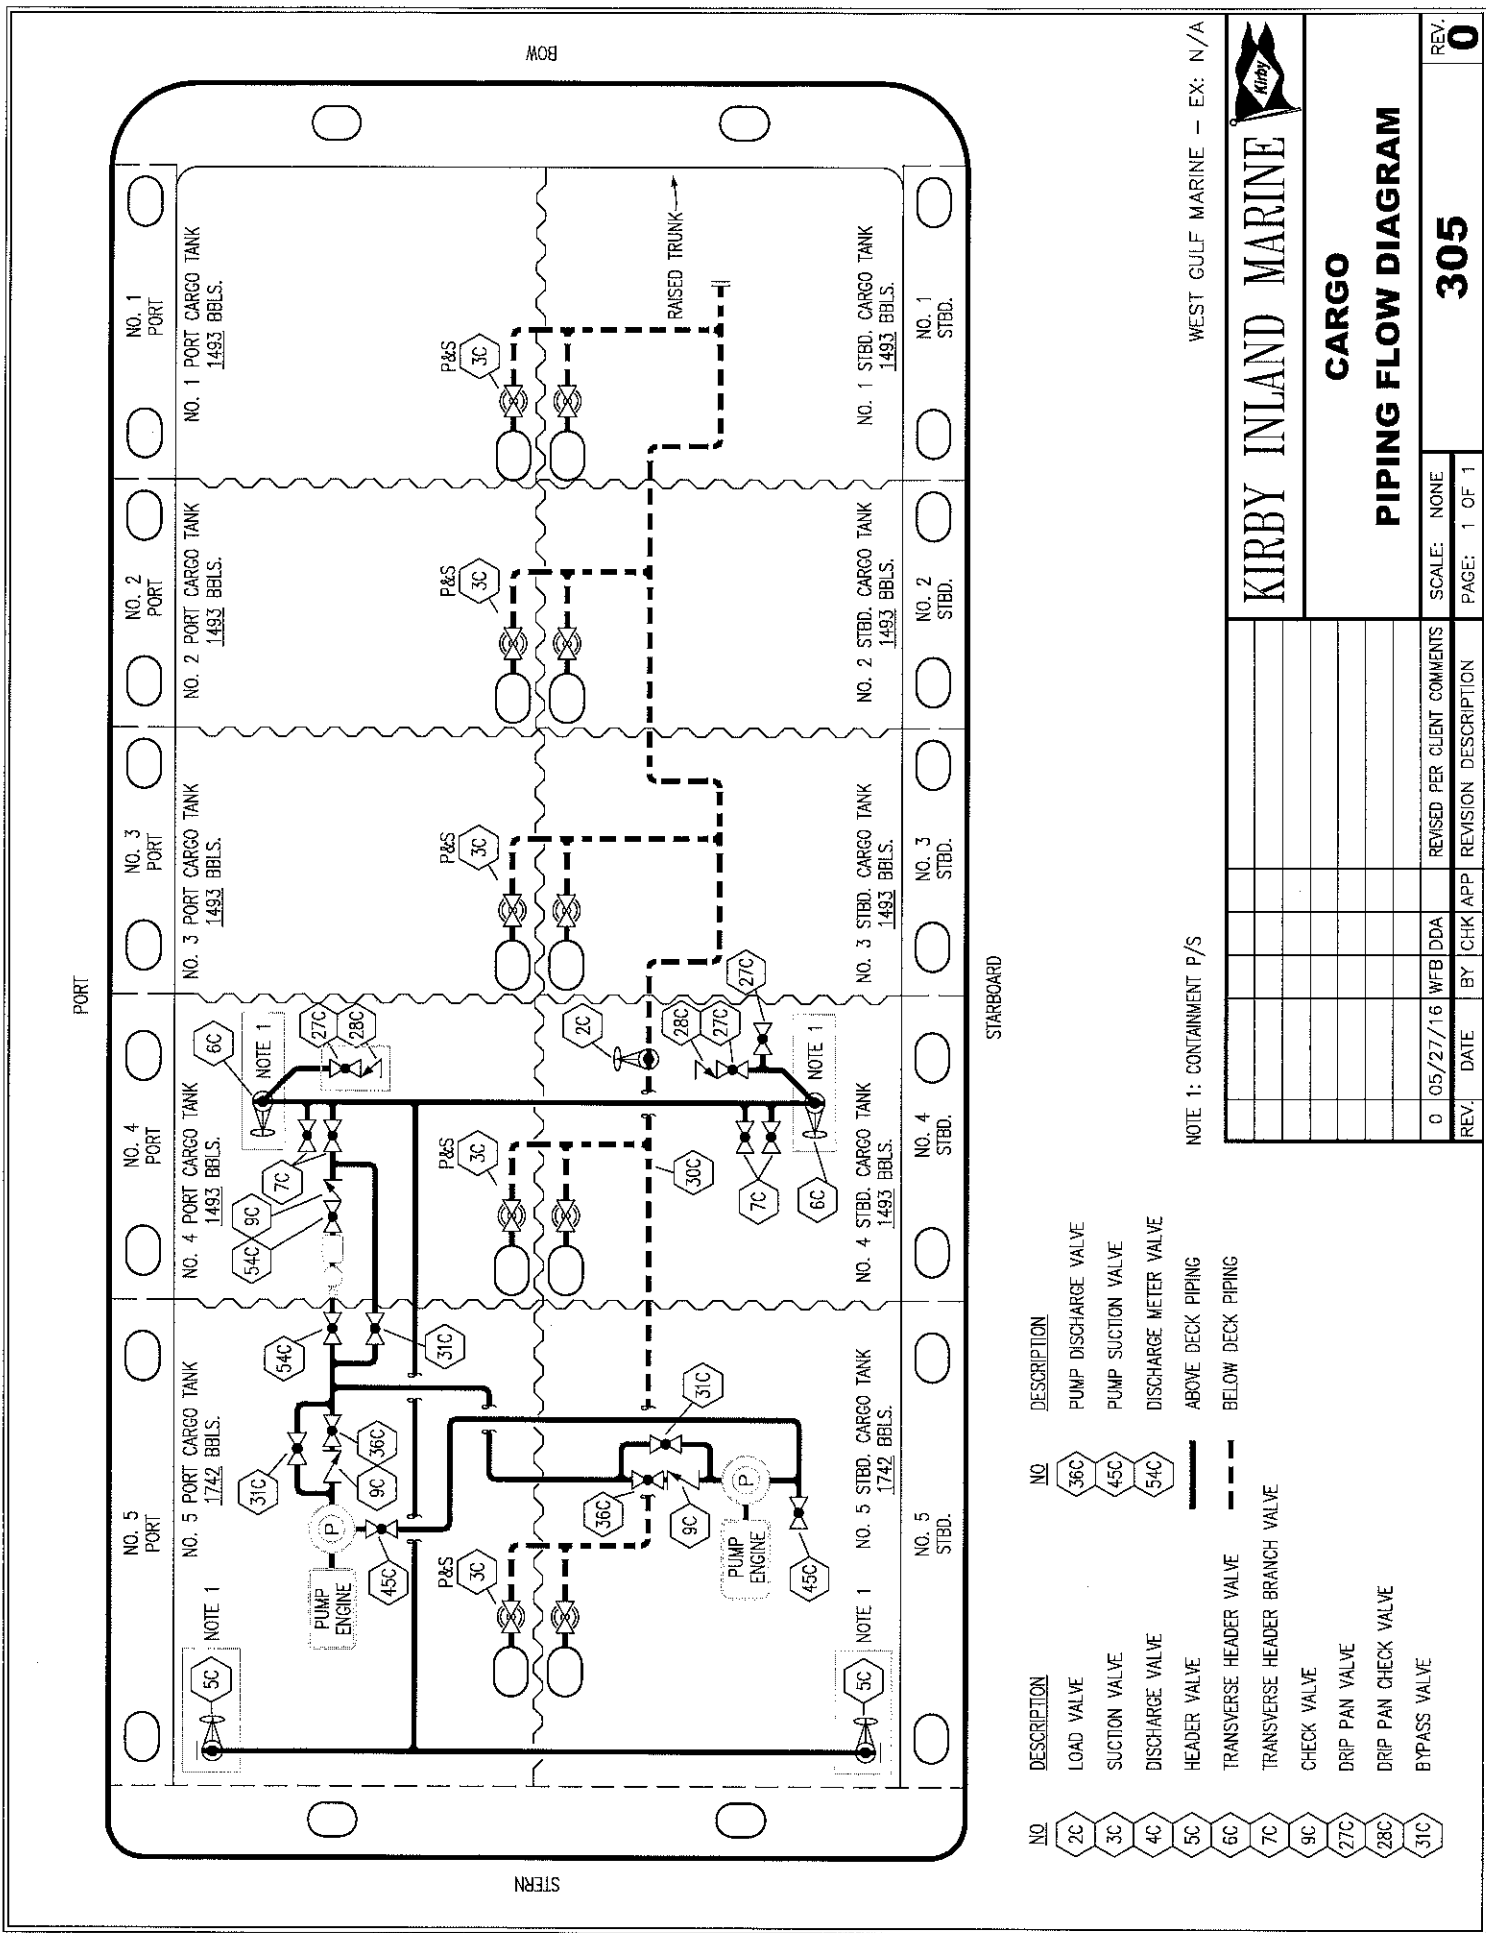 BOW
PORT
STARBOARD
STERN
NO. 5
PORT
NO. 4
PORT
NO. 3
PORT
NO. 2
PORT
NO. 1
PORT
NO. 5 PORT CARGO TANK
1742 BBLS.
NO. 4 PORT CARGO TANK
1493 BBLS.
NO. 3 PORT CARGO TANK
1493 BBLS.
NO. 2 PORT CARGO TANK
1493 BBLS.
NO. 1 PORT CARGO TANK
1493 BBLS.
NOTE 1
5C
PUMP
ENGINE
P
31C
9C
36C
45C
54C
31C
54C
9C
7C
6C
NOTE 1
27C
28C
P&S
3C
P&S
3C
P&S
3C
P&S
3C
P&S
3C
2C
RAISED TRUNK
36C
9C
31C
P
PUMP
ENGINE
45C
30C
28C
27C
27C
7C
6C
NOTE 1
5C
NOTE 1
NO. 5 STBD. CARGO TANK
1742 BBLS.
NO. 4 STBD. CARGO TANK
1493 BBLS.
NO. 3 STBD. CARGO TANK
1493 BBLS.
NO. 2 STBD. CARGO TANK
1493 BBLS.
NO. 1 STBD. CARGO TANK
1493 BBLS.
NO. 5
STBD.
NO. 4
STBD.
NO. 3
STBD.
NO. 2
STBD.
NO. 1
STBD.
NO DESCRIPTION
2C LOAD VALVE
3C SUCTION VALVE
4C DISCHARGE VALVE
5C HEADER VALVE
6C TRANSVERSE HEADER VALVE
7C TRANSVERSE HEADER BRANCH VALVE
9C CHECK VALVE
27C DRIP PAN VALVE
28C DRIP PAN CHECK VALVE
31C BYPASS VALVE
NO DESCRIPTION
36C PUMP DISCHARGE VALVE
45C PUMP SUCTION VALVE
54C DISCHARGE METER VALVE
ABOVE DECK PIPING
BELOW DECK PIPING
NOTE 1: CONTAINMENT P/S
WEST GULF MARINE – EX: N/A
KIRBY INLAND MARINE
Kirby
CARGO
PIPING FLOW DIAGRAM
0 05/27/16 WFB DDA REVISED PER CLIENT COMMENTS
REV. DATE BY CHK APP REVISION DESCRIPTION
SCALE: NONE
PAGE: 1 OF 1
305
REV.
0